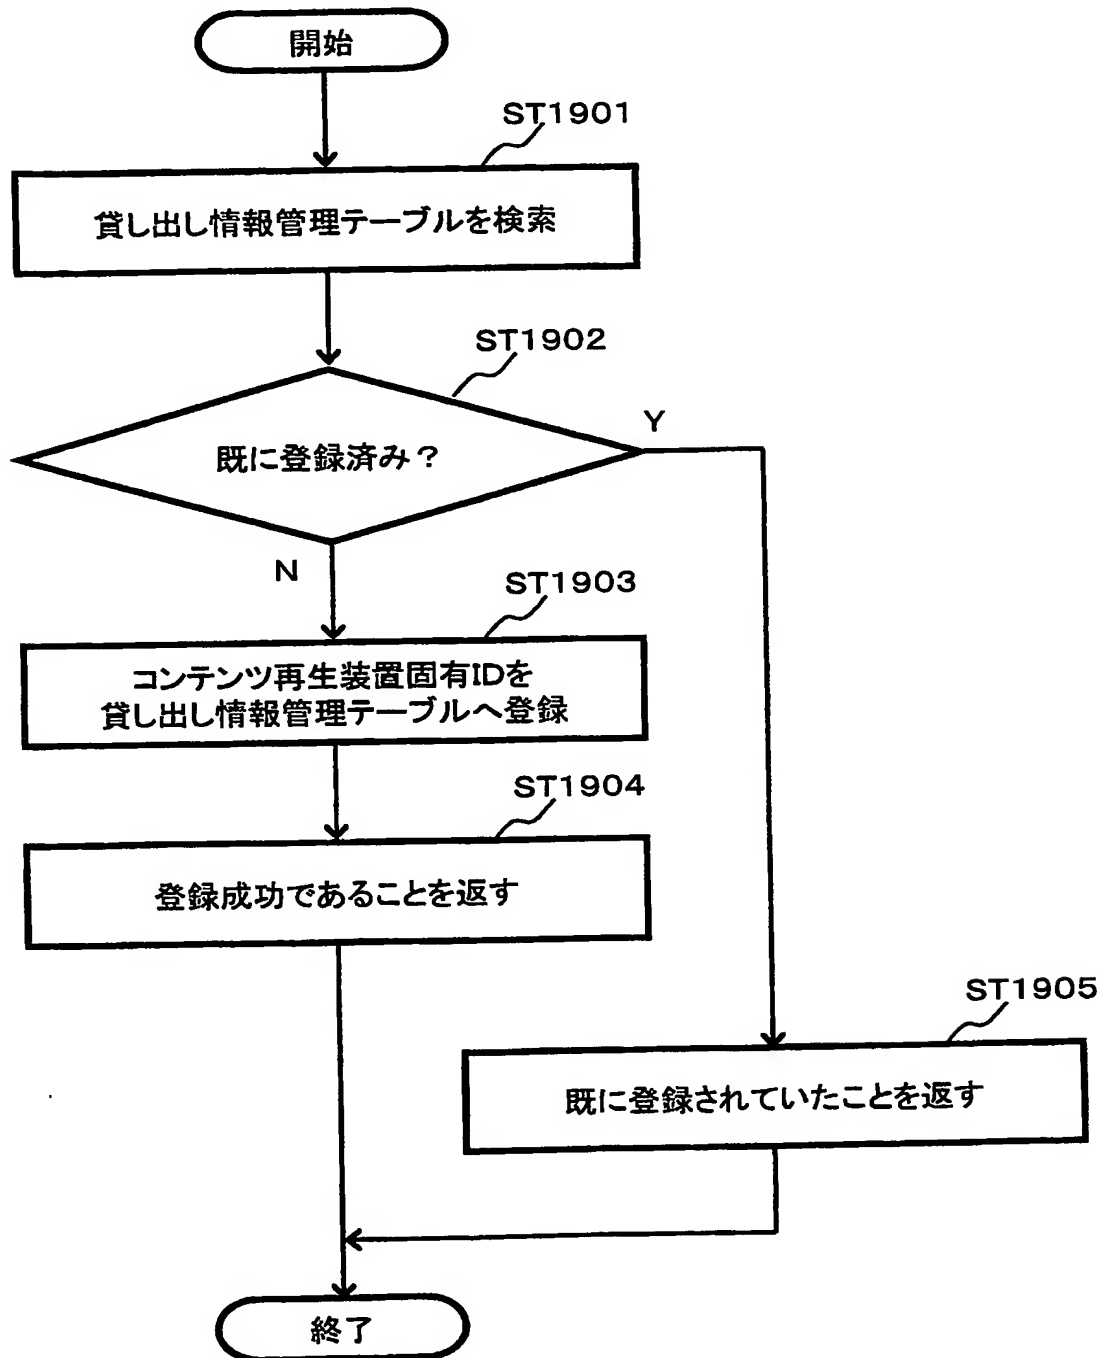 開始
ST1901
貸し出し情報管理テーブルを検索
ST1902
既に登録済み？
Y
N
ST1903
コンテンツ再生装置固有IDを
貸し出し情報管理テーブルへ登録
ST1904
登録成功であることを返す
ST1905
既に登録されていたことを返す
終了